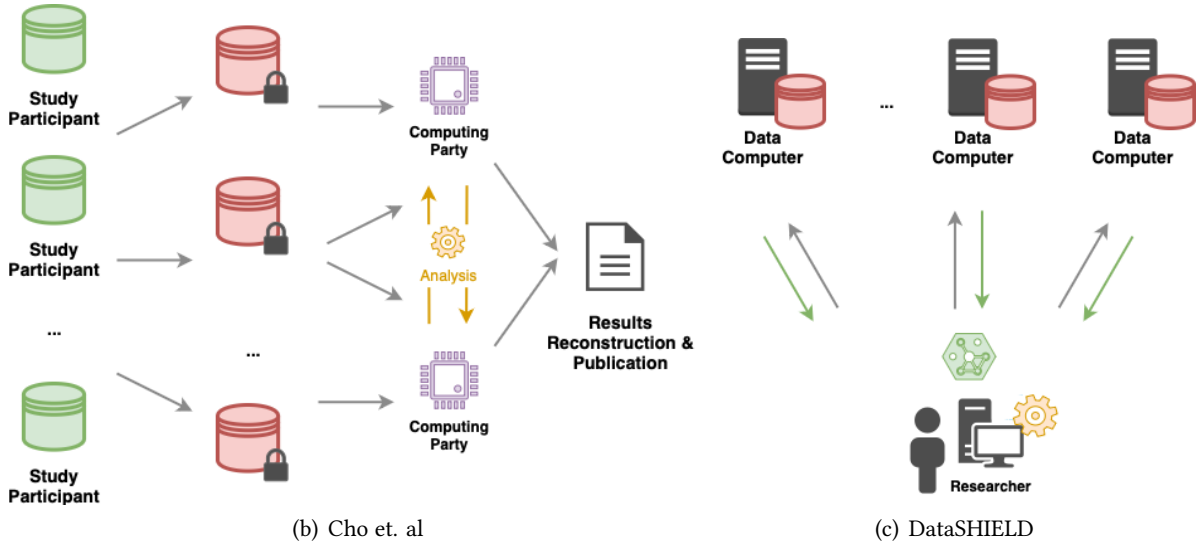 Study
Participant
Study
Participant
...
Study
Participant
...
Computing
Party
Analysis
Computing
Party
Results
Reconstruction &
Publication
(b) Cho et. al
Data
Computer
...
Data
Computer
Data
Computer
Researcher
(c) DataSHIELD